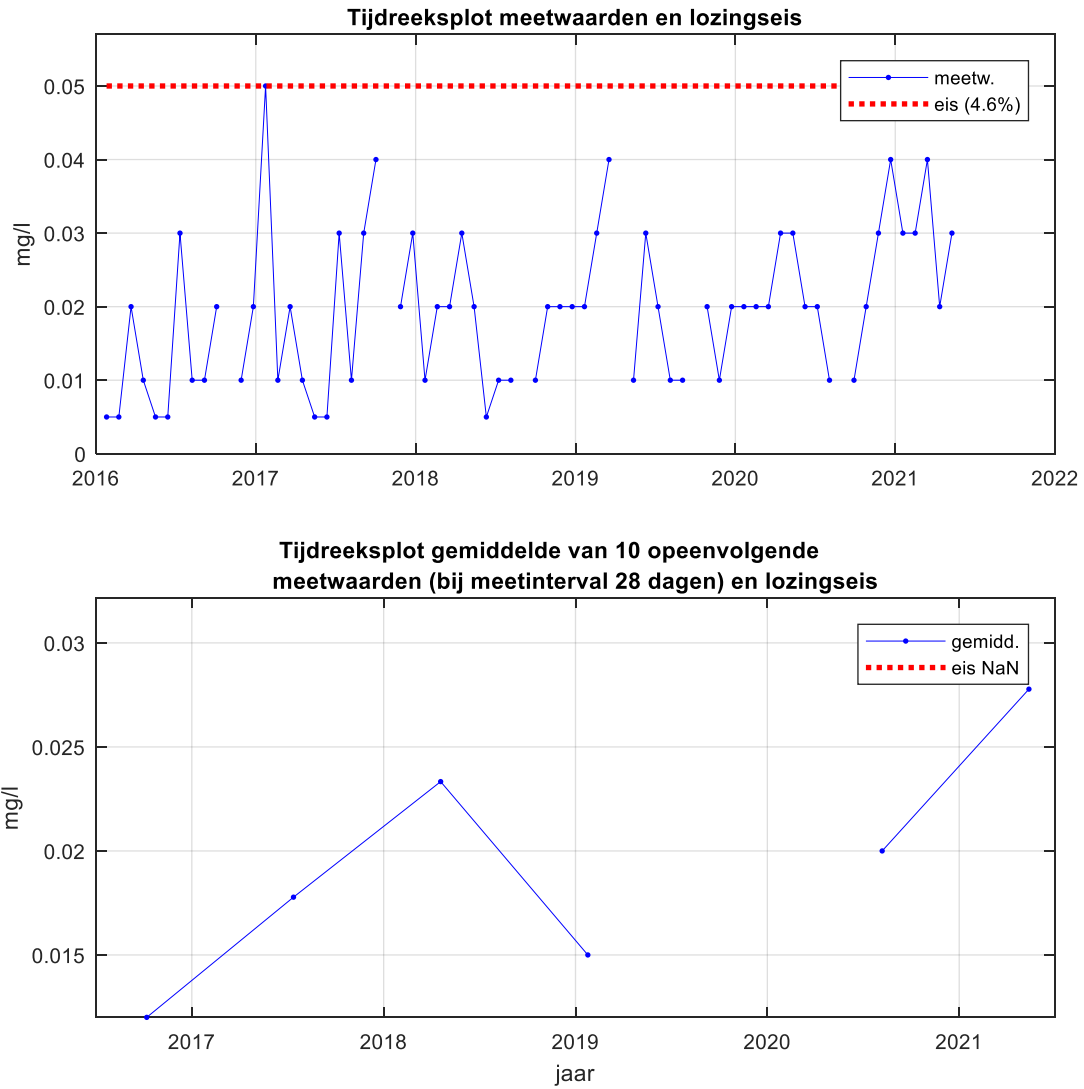 Tijdreeksplot meetwaarden en lozingseis
mg/l
0.05
0.04
0.03
0.02
0.01
0
meetw.
eis (4.6%)
2016 2017 2018 2019 2020 2021 2022
Tijdreeksplot gemiddelde van 10 opeenvolgende
meetwaarden (bij meetinterval 28 dagen) en lozingseis
mg/l
0.03
0.025
0.02
0.015
gemidd.
eis NaN
2017 2018 2019 2020 2021
jaar